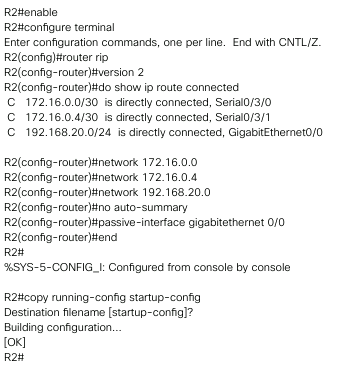 R2#enable
R2#configure terminal
Enter configuration commands, one per line.  End with CNTL/Z.
R2(config)#router rip
R2(config-router)#version 2
R2(config-router)#do show ip route connected
C   172.16.0.0/30  is directly connected, Serial0/3/0
C   172.16.0.4/30  is directly connected, Serial0/3/1
C   192.168.20.0/24  is directly connected, GigabitEthernet0/0
R2(config-router)#network 172.16.0.0
R2(config-router)#network 172.16.0.4
R2(config-router)#network 192.168.20.0
R2(config-router)#no auto-summary
R2(config-router)#passive-interface gigabitethernet 0/0
R2(config-router)#end
R2#
%SYS-5-CONFIG_I: Configured from console by console
R2#copy running-config startup-config
Destination filename [startup-config]?
Building configuration...
[OK]
R2#